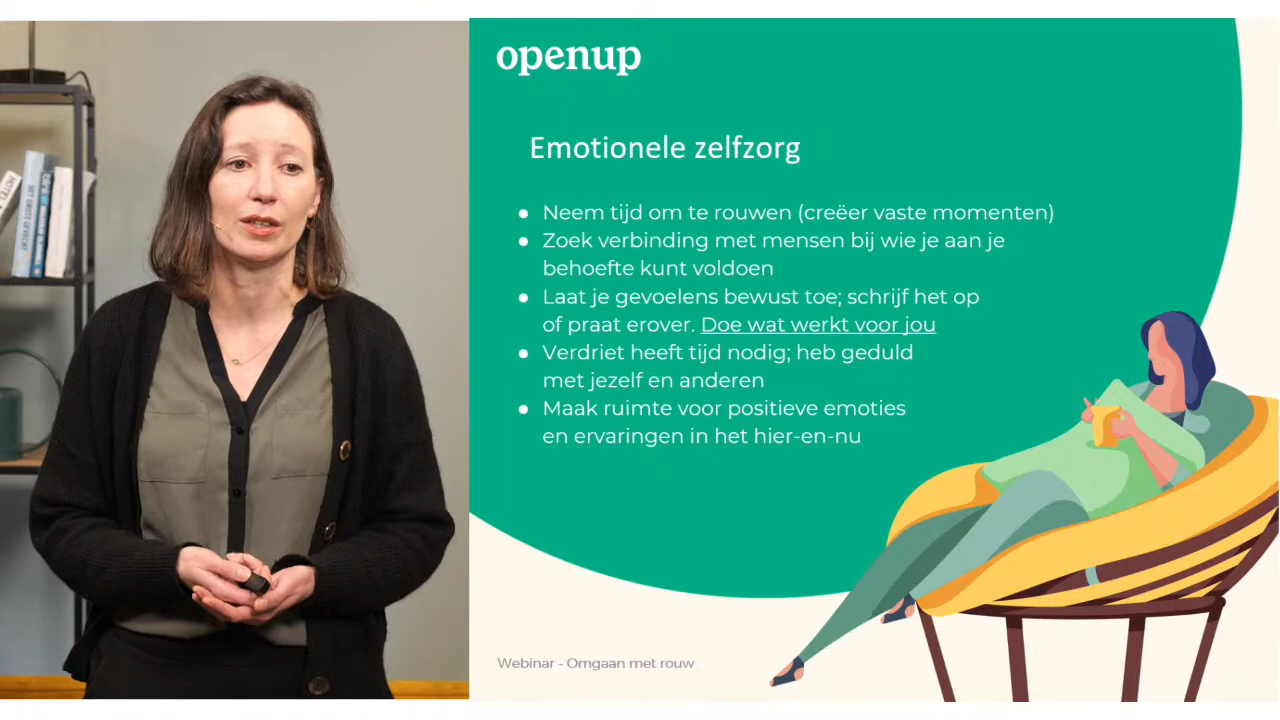 openup
Emotionele zelfzorg
● Neem tijd om te rouwen (creëer vaste momenten)
● Zoek verbinding met mensen bij wie je aan je
behoefte kunt voldoen
● Laat je gevoelens bewust toe; schrijf het op
of praat erover. Doe wat werkt voor jou
● Verdriet heeft tijd nodig; heb geduld
met jezelf en anderen
● Maak ruimte voor positieve emoties
en ervaringen in het hier-en-nu
Webinar - Omgaan met rouw